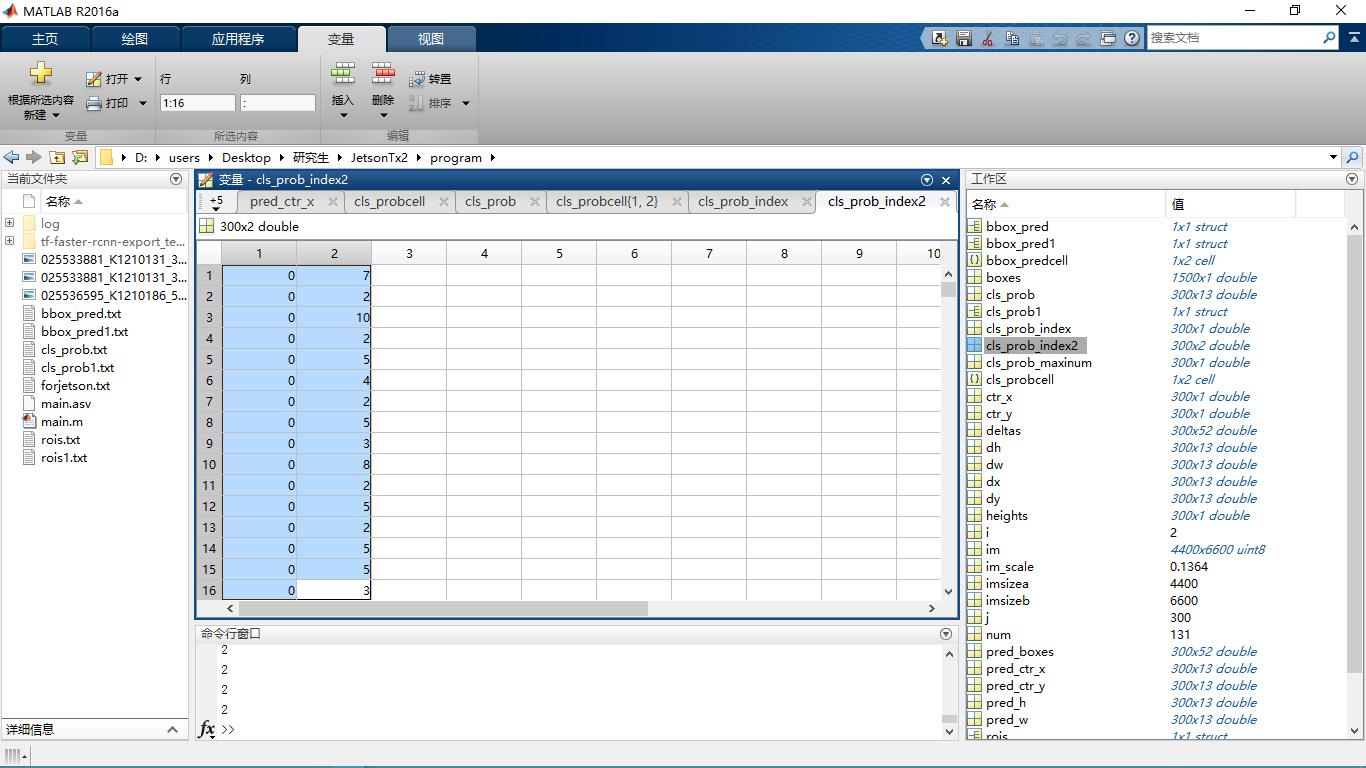 MATLAB R2016a
主页 绘图 应用程序 变量 视图 搜索文档
根据所选内容
新建
打开
打印
变量
行 列
1:16 :
所选内容
插入 删除 转置
排序
编辑
D: users Desktop 研究生 JetsonTx2 program
当前文件夹
名称
log
tf-faster-rcnn-export_te...
025533881_K1210131_3...
025533881_K1210131_3...
025536595_K1210186_5...
bbox_pred.txt
bbox_pred1.txt
cls_prob.txt
cls_prob1.txt
forjetson.txt
main.asv
main.m
rois.txt
rois1.txt
详细信息
变量 - cls_prob_index2
+5 pred_ctr_x cls_probcell cls_prob cls_probcell{1, 2} cls_prob_index cls_prob_index2
300x2 double
1 2 3 4 5 6 7 8 9 10
1 0 7
2 0 2
3 0 10
4 0 2
5 0 5
6 0 4
7 0 2
8 0 5
9 0 3
10 0 8
11 0 2
12 0 5
13 0 2
14 0 5
15 0 5
16 0 3
命令行窗口
2
2
2
2
fx >>
工作区
名称 值
bbox_pred 1x1 struct
bbox_pred1 1x1 struct
bbox_predcell 1x2 cell
boxes 1500x1 double
cls_prob 300x13 double
cls_prob1 1x1 struct
cls_prob_index 300x1 double
cls_prob_index2 300x2 double
cls_prob_maxinum 300x1 double
cls_probcell 1x2 cell
ctr_x 300x1 double
ctr_y 300x1 double
deltas 300x52 double
dh 300x13 double
dw 300x13 double
dx 300x13 double
dy 300x13 double
heights 300x1 double
i 2
im 4400x6600 uint8
im_scale 0.1364
imsizea 4400
imsizeb 6600
j 300
num 131
pred_boxes 300x52 double
pred_ctr_x 300x13 double
pred_ctr_y 300x13 double
pred_h 300x13 double
pred_w 300x13 double
rois 1x1 struct